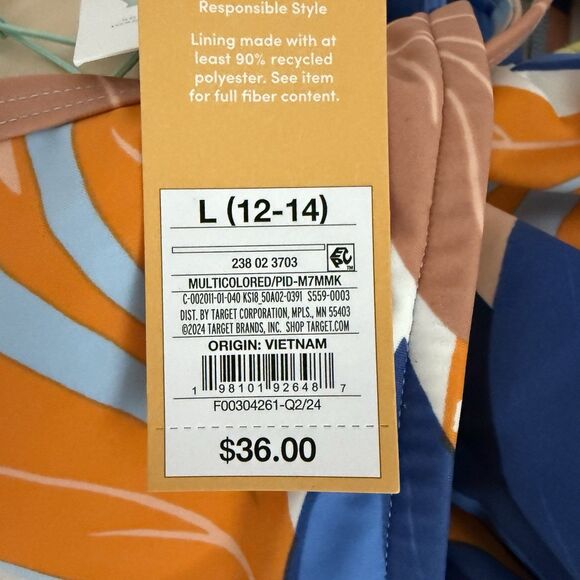 Responsible Style
Lining made with at
least 90% recycled
polyester. See item
for full fiber content.
L (12-14)
238 02 3703
EPC™
MULTICOLORED/PID-M7MMK
C-002011-01-040 KS18_50A02-0391 S559-0003
DIST. BY TARGET CORPORATION, MPLS., MN 55403
©2024 TARGET BRANDS, INC. SHOP TARGET.COM
ORIGIN: VIETNAM
1 98101 92648 7
F00304261-Q2/24
$36.00